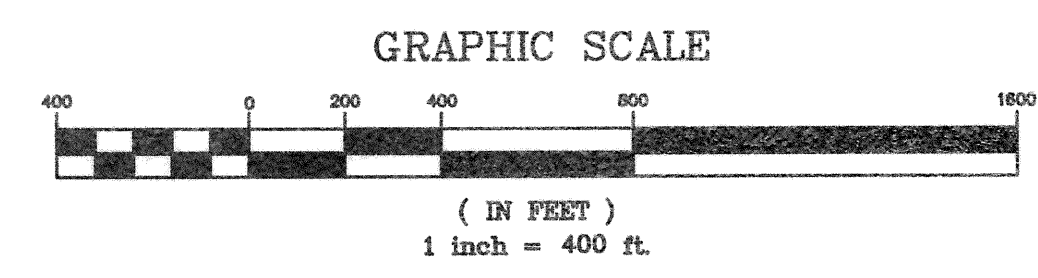 GRAPHIC SCALE
400 0 200 400 800 1600
( IN FEET )
1 inch = 400 ft.